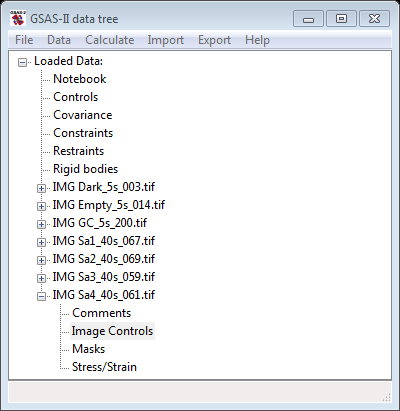 GSAS-II data tree
File Data Calculate Import Export Help
Loaded Data:
Notebook
Controls
Covariance
Constraints
Restraints
Rigid bodies
IMG Dark_5s_003.tif
IMG Empty_5s_014.tif
IMG GC_5s_200.tif
IMG Sa1_40s_067.tif
IMG Sa2_40s_069.tif
IMG Sa3_40s_059.tif
IMG Sa4_40s_061.tif
Comments
Image Controls
Masks
Stress/Strain